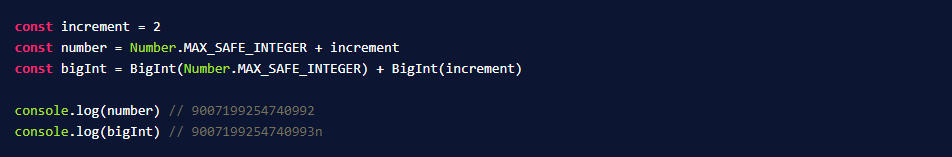 const increment = 2
const number = Number.MAX_SAFE_INTEGER + increment
const bigInt = BigInt(Number.MAX_SAFE_INTEGER) + BigInt(increment)
console.log(number) // 9007199254740992
console.log(bigInt) // 9007199254740993n